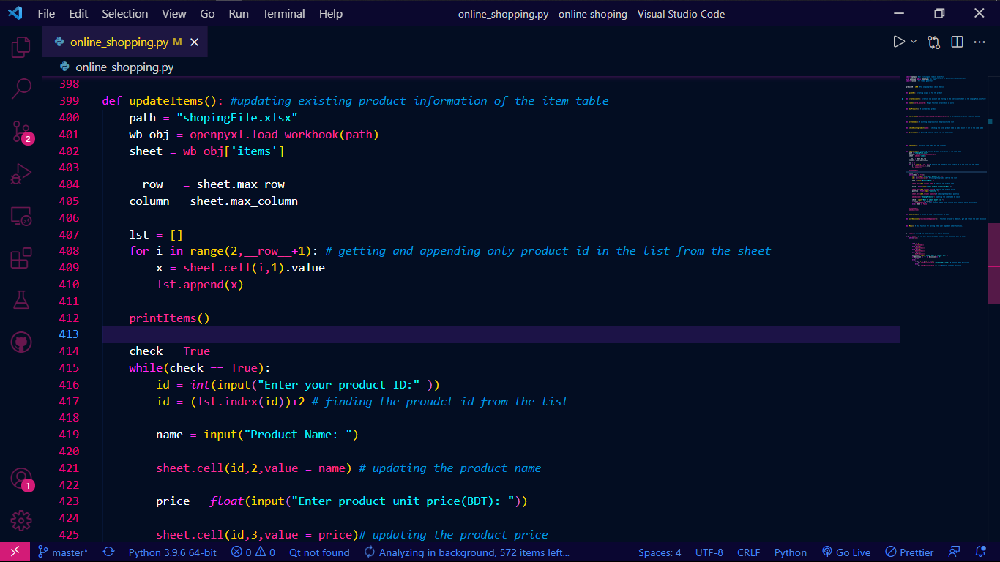 File Edit Selection View Go Run Terminal Help online_shopping.py - online shoping - Visual Studio Code
online_shopping.py M
online_shopping.py
398
399 def updateItems(): #updating existing product information of the item table
400 path = "shopingFile.xlsx"
401 wb_obj = openpyxl.load_workbook(path)
402 sheet = wb_obj['items']
403
404 __row__ = sheet.max_row
405 column = sheet.max_column
406
407 lst = []
408 for i in range(2,__row__+1): # getting and appending only product id in the list from the sheet
409 x = sheet.cell(i,1).value
410 lst.append(x)
411
412 printItems()
413
414 check = True
415 while(check == True):
416 id = int(input("Enter your product ID:" ))
417 id = (lst.index(id))+2 # finding the proudct id from the list
418
419 name = input("Product Name: ")
420
421 sheet.cell(id,2,value = name) # updating the product name
422
423 price = float(input("Enter product unit price(BDT): "))
424
425 sheet.cell(id,3,value = price)# updating the product price
2
1
master* Python 3.9.6 64-bit 0 0 Qt not found Analyzing in background, 572 items left... Spaces: 4 UTF-8 CRLF Python Go Live Prettier